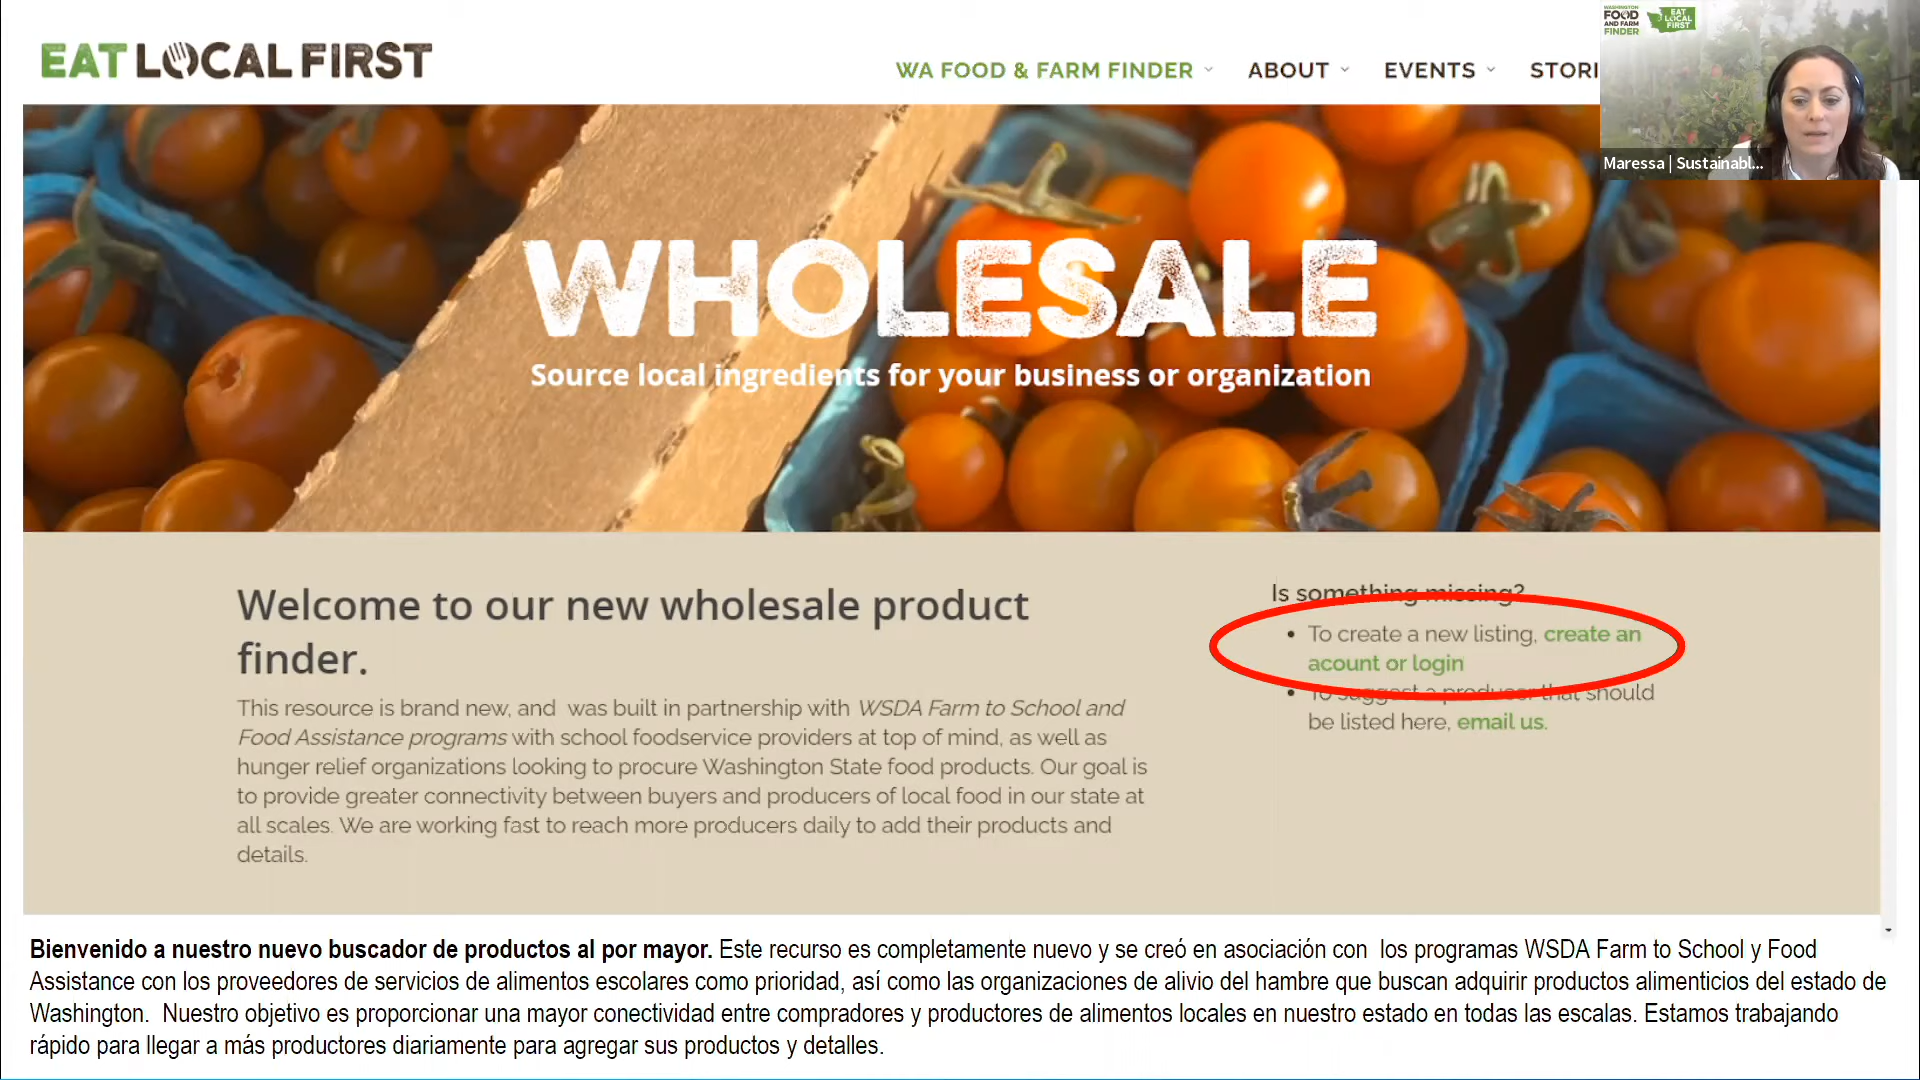 EAT LOCAL FIRST
WA FOOD & FARM FINDER ABOUT EVENTS STORI
WASHINGTON
FOOD
AND FARM
FINDER
EAT
LOCAL
FIRST
Maressa | Sustainabl...
WHOLESALE
Source local ingredients for your business or organization
Welcome to our new wholesale product
finder.
This resource is brand new, and was built in partnership with WSDA Farm to School and
Food Assistance programs with school foodservice providers at top of mind, as well as
hunger relief organizations looking to procure Washington State food products. Our goal is
to provide greater connectivity between buyers and producers of local food in our state at
all scales. We are working fast to reach more producers daily to add their products and
details.
Is something missing?
• To create a new listing, create an
acount or login
• To suggest a producer that should
be listed here, email us.
Bienvenido a nuestro nuevo buscador de productos al por mayor. Este recurso es completamente nuevo y se creó en asociación con los programas WSDA Farm to School y Food
Assistance con los proveedores de servicios de alimentos escolares como prioridad, así como las organizaciones de alivio del hambre que buscan adquirir productos alimenticios del estado de
Washington. Nuestro objetivo es proporcionar una mayor conectividad entre compradores y productores de alimentos locales en nuestro estado en todas las escalas. Estamos trabajando
rápido para llegar a más productores diariamente para agregar sus productos y detalles.